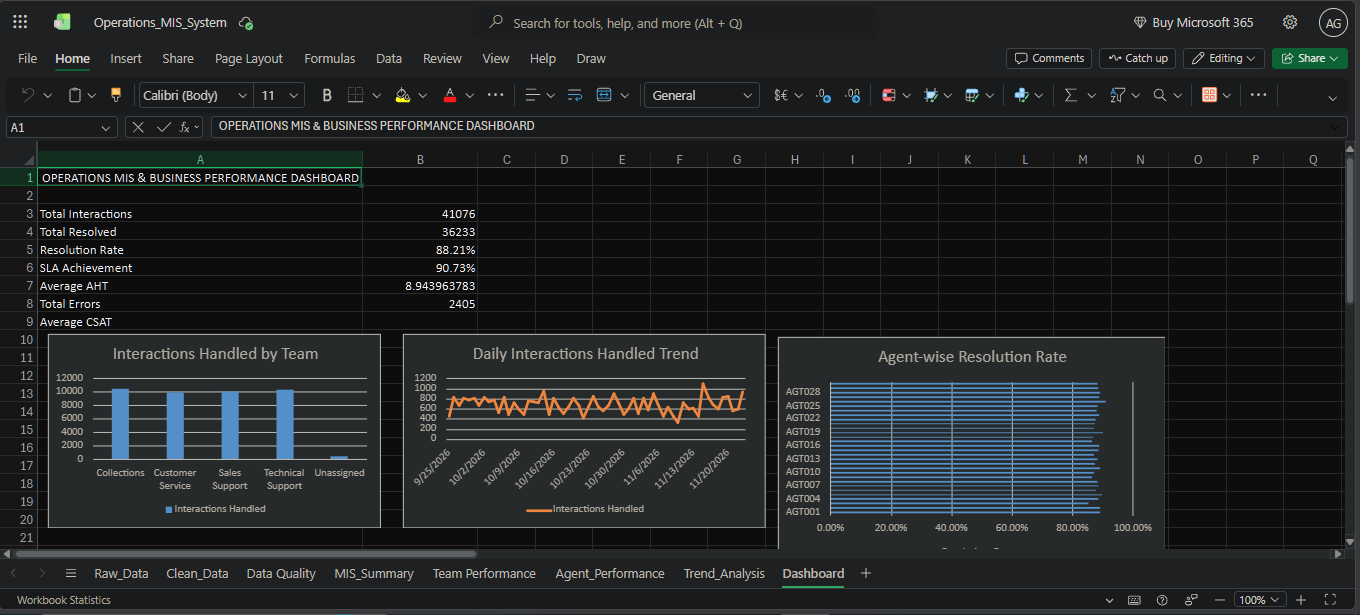 Operations_MIS_System
Search for tools, help, and more (Alt + Q)
Buy Microsoft 365
AG
File Home Insert Share Page Layout Formulas Data Review View Help Draw
Comments Catch up Editing Share
Calibri (Body) 11 B A General $€
A1 fx OPERATIONS MIS & BUSINESS PERFORMANCE DASHBOARD
A B C D E F G H I J K L M N O P Q
1 OPERATIONS MIS & BUSINESS PERFORMANCE DASHBOARD
2
3 Total Interactions 41076
4 Total Resolved 36233
5 Resolution Rate 88.21%
6 SLA Achievement 90.73%
7 Average AHT 8.943963783
8 Total Errors 2405
9 Average CSAT
10
11
12
13
14
15
16
17
18
19
20
21
Interactions Handled by Team
12000
10000
8000
6000
4000
2000
0
Collections Customer Service Sales Support Technical Support Unassigned
Interactions Handled
Daily Interactions Handled Trend
1200
1000
800
600
400
200
0
9/25/2026 10/2/2026 10/9/2026 10/16/2026 10/23/2026 10/30/2026 11/6/2026 11/13/2026 11/20/2026
Interactions Handled
Agent-wise Resolution Rate
AGT028
AGT025
AGT022
AGT019
AGT016
AGT013
AGT010
AGT007
AGT004
AGT001
0.00% 20.00% 40.00% 60.00% 80.00% 100.00%
Raw_Data Clean_Data Data Quality MIS_Summary Team Performance Agent_Performance Trend_Analysis Dashboard
Workbook Statistics
100%